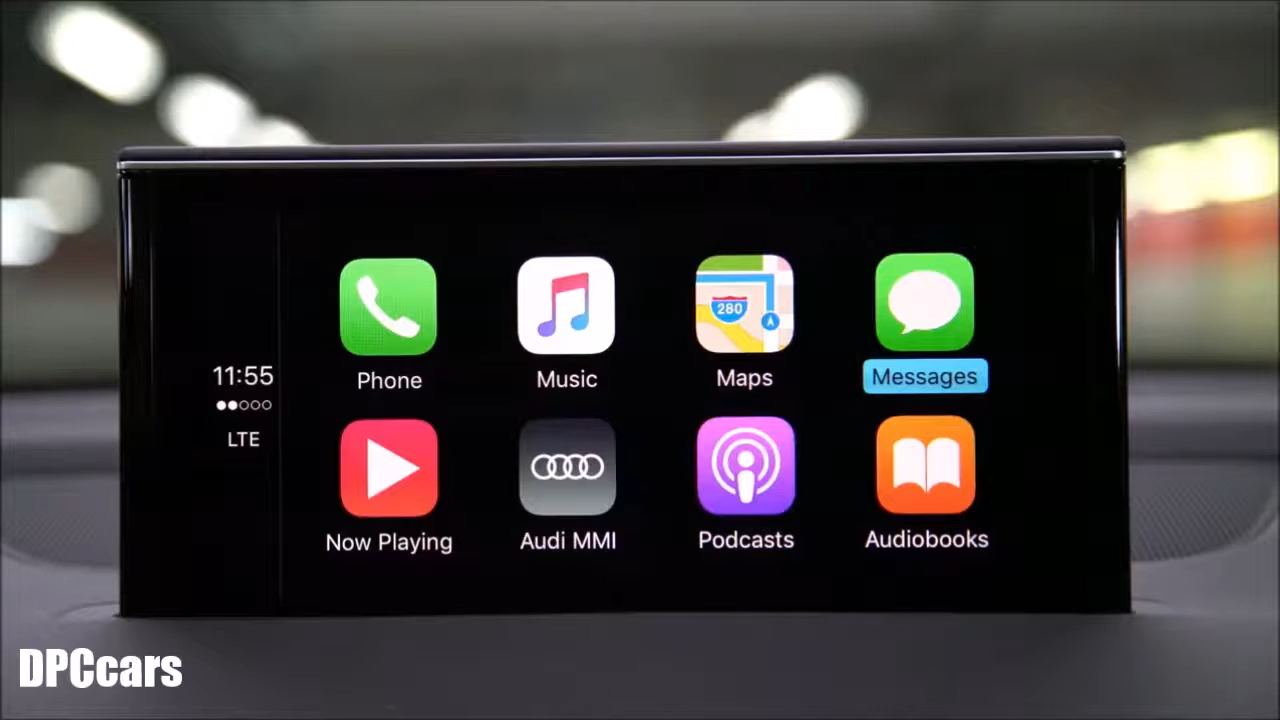 280
Phone
Music
Maps
Messages
11:55
LTE
Now Playing
Audi MMI
Podcasts
Audiobooks
DPCcars